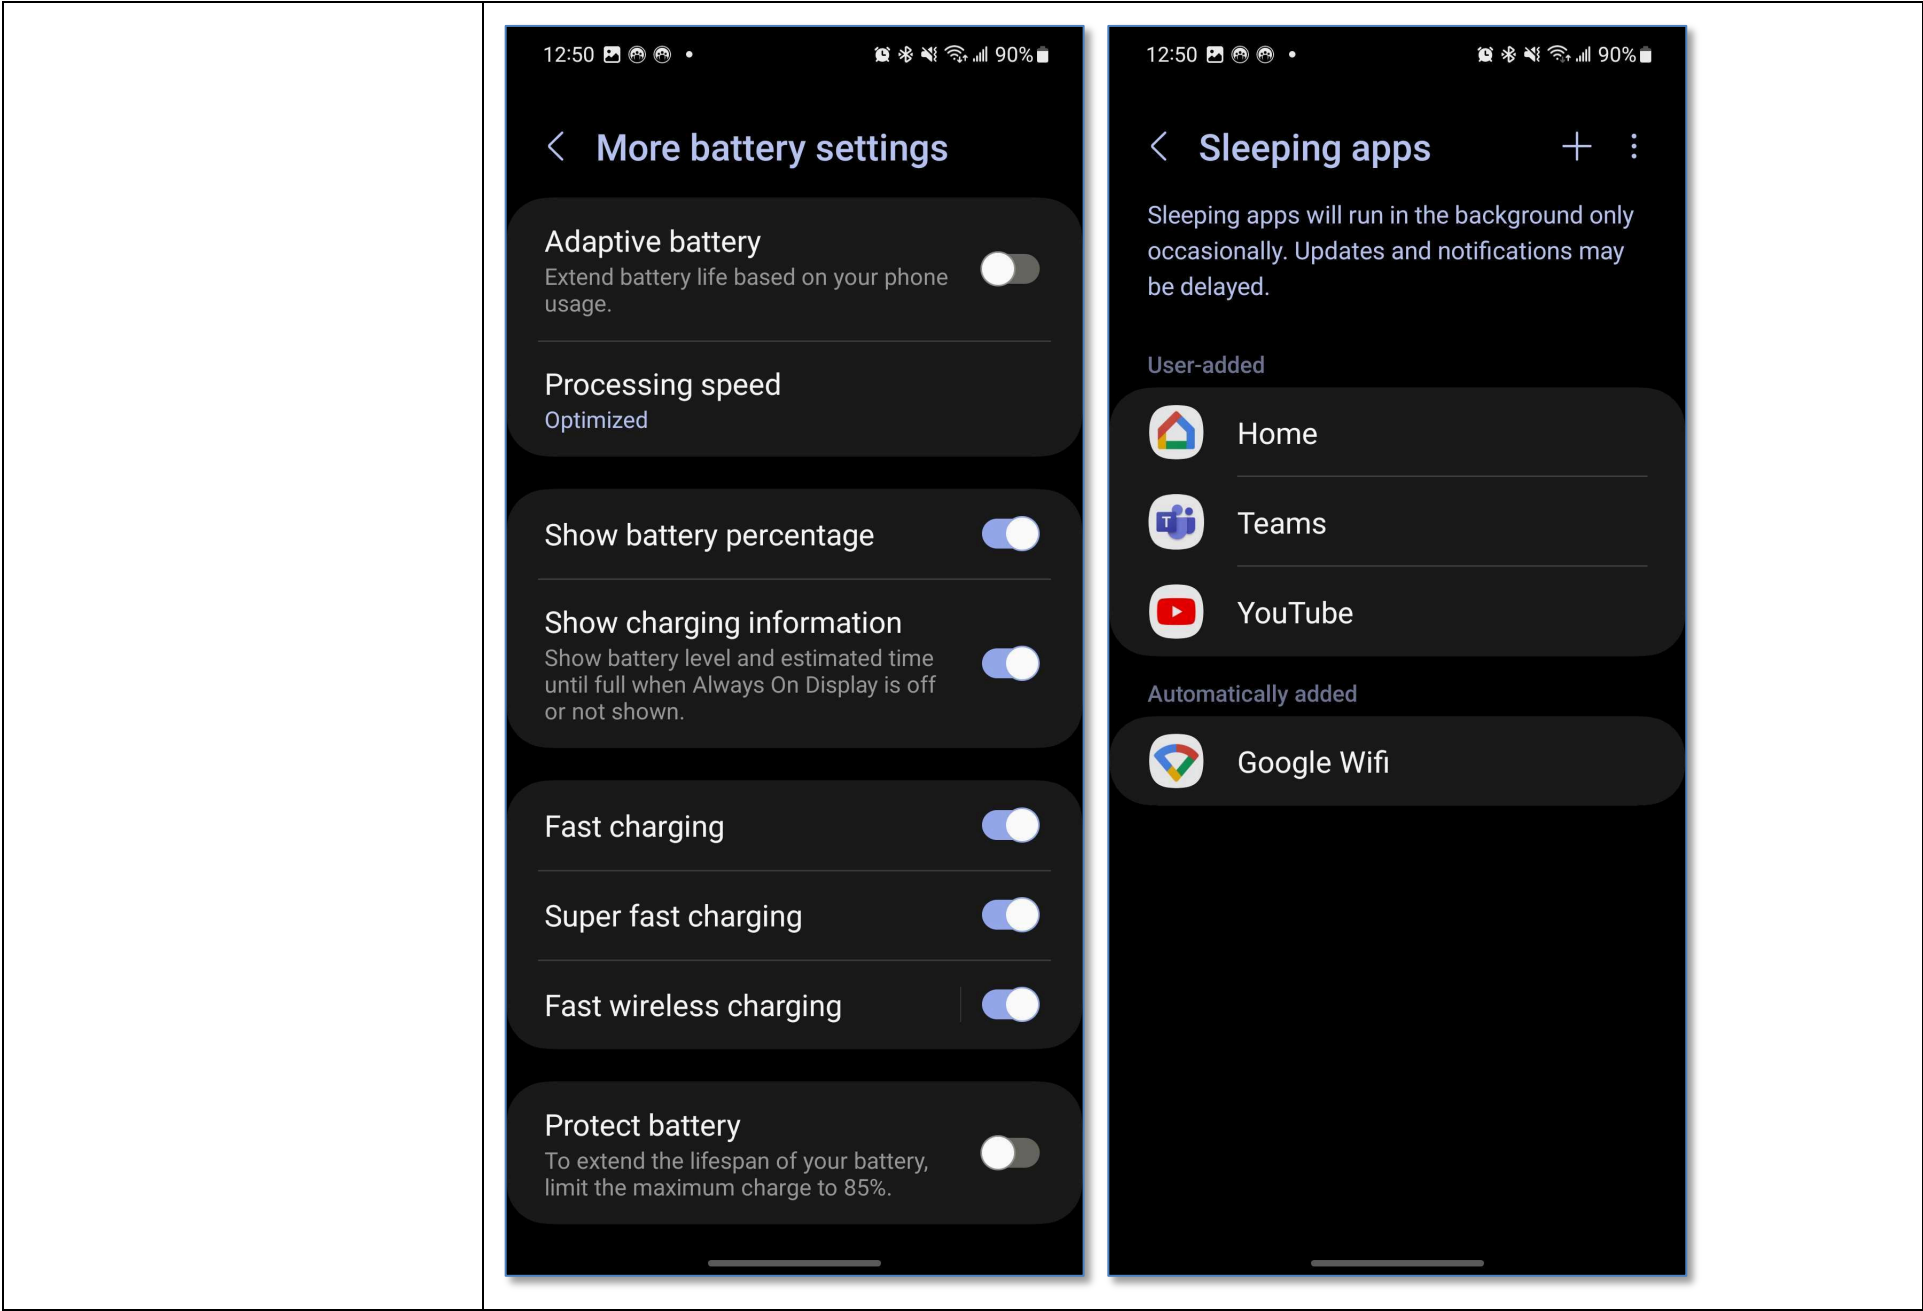 12:50
90%
More battery settings
Adaptive battery
Extend battery life based on your phone
usage.
Processing speed
Optimized
Show battery percentage
Show charging information
Show battery level and estimated time
until full when Always On Display is off
or not shown.
Fast charging
Super fast charging
Fast wireless charging
Protect battery
To extend the lifespan of your battery,
limit the maximum charge to 85%.
12:50
90%
Sleeping apps
Sleeping apps will run in the background only
occasionally. Updates and notifications may
be delayed.
User-added
Home
T
Teams
YouTube
Automatically added
Google Wifi